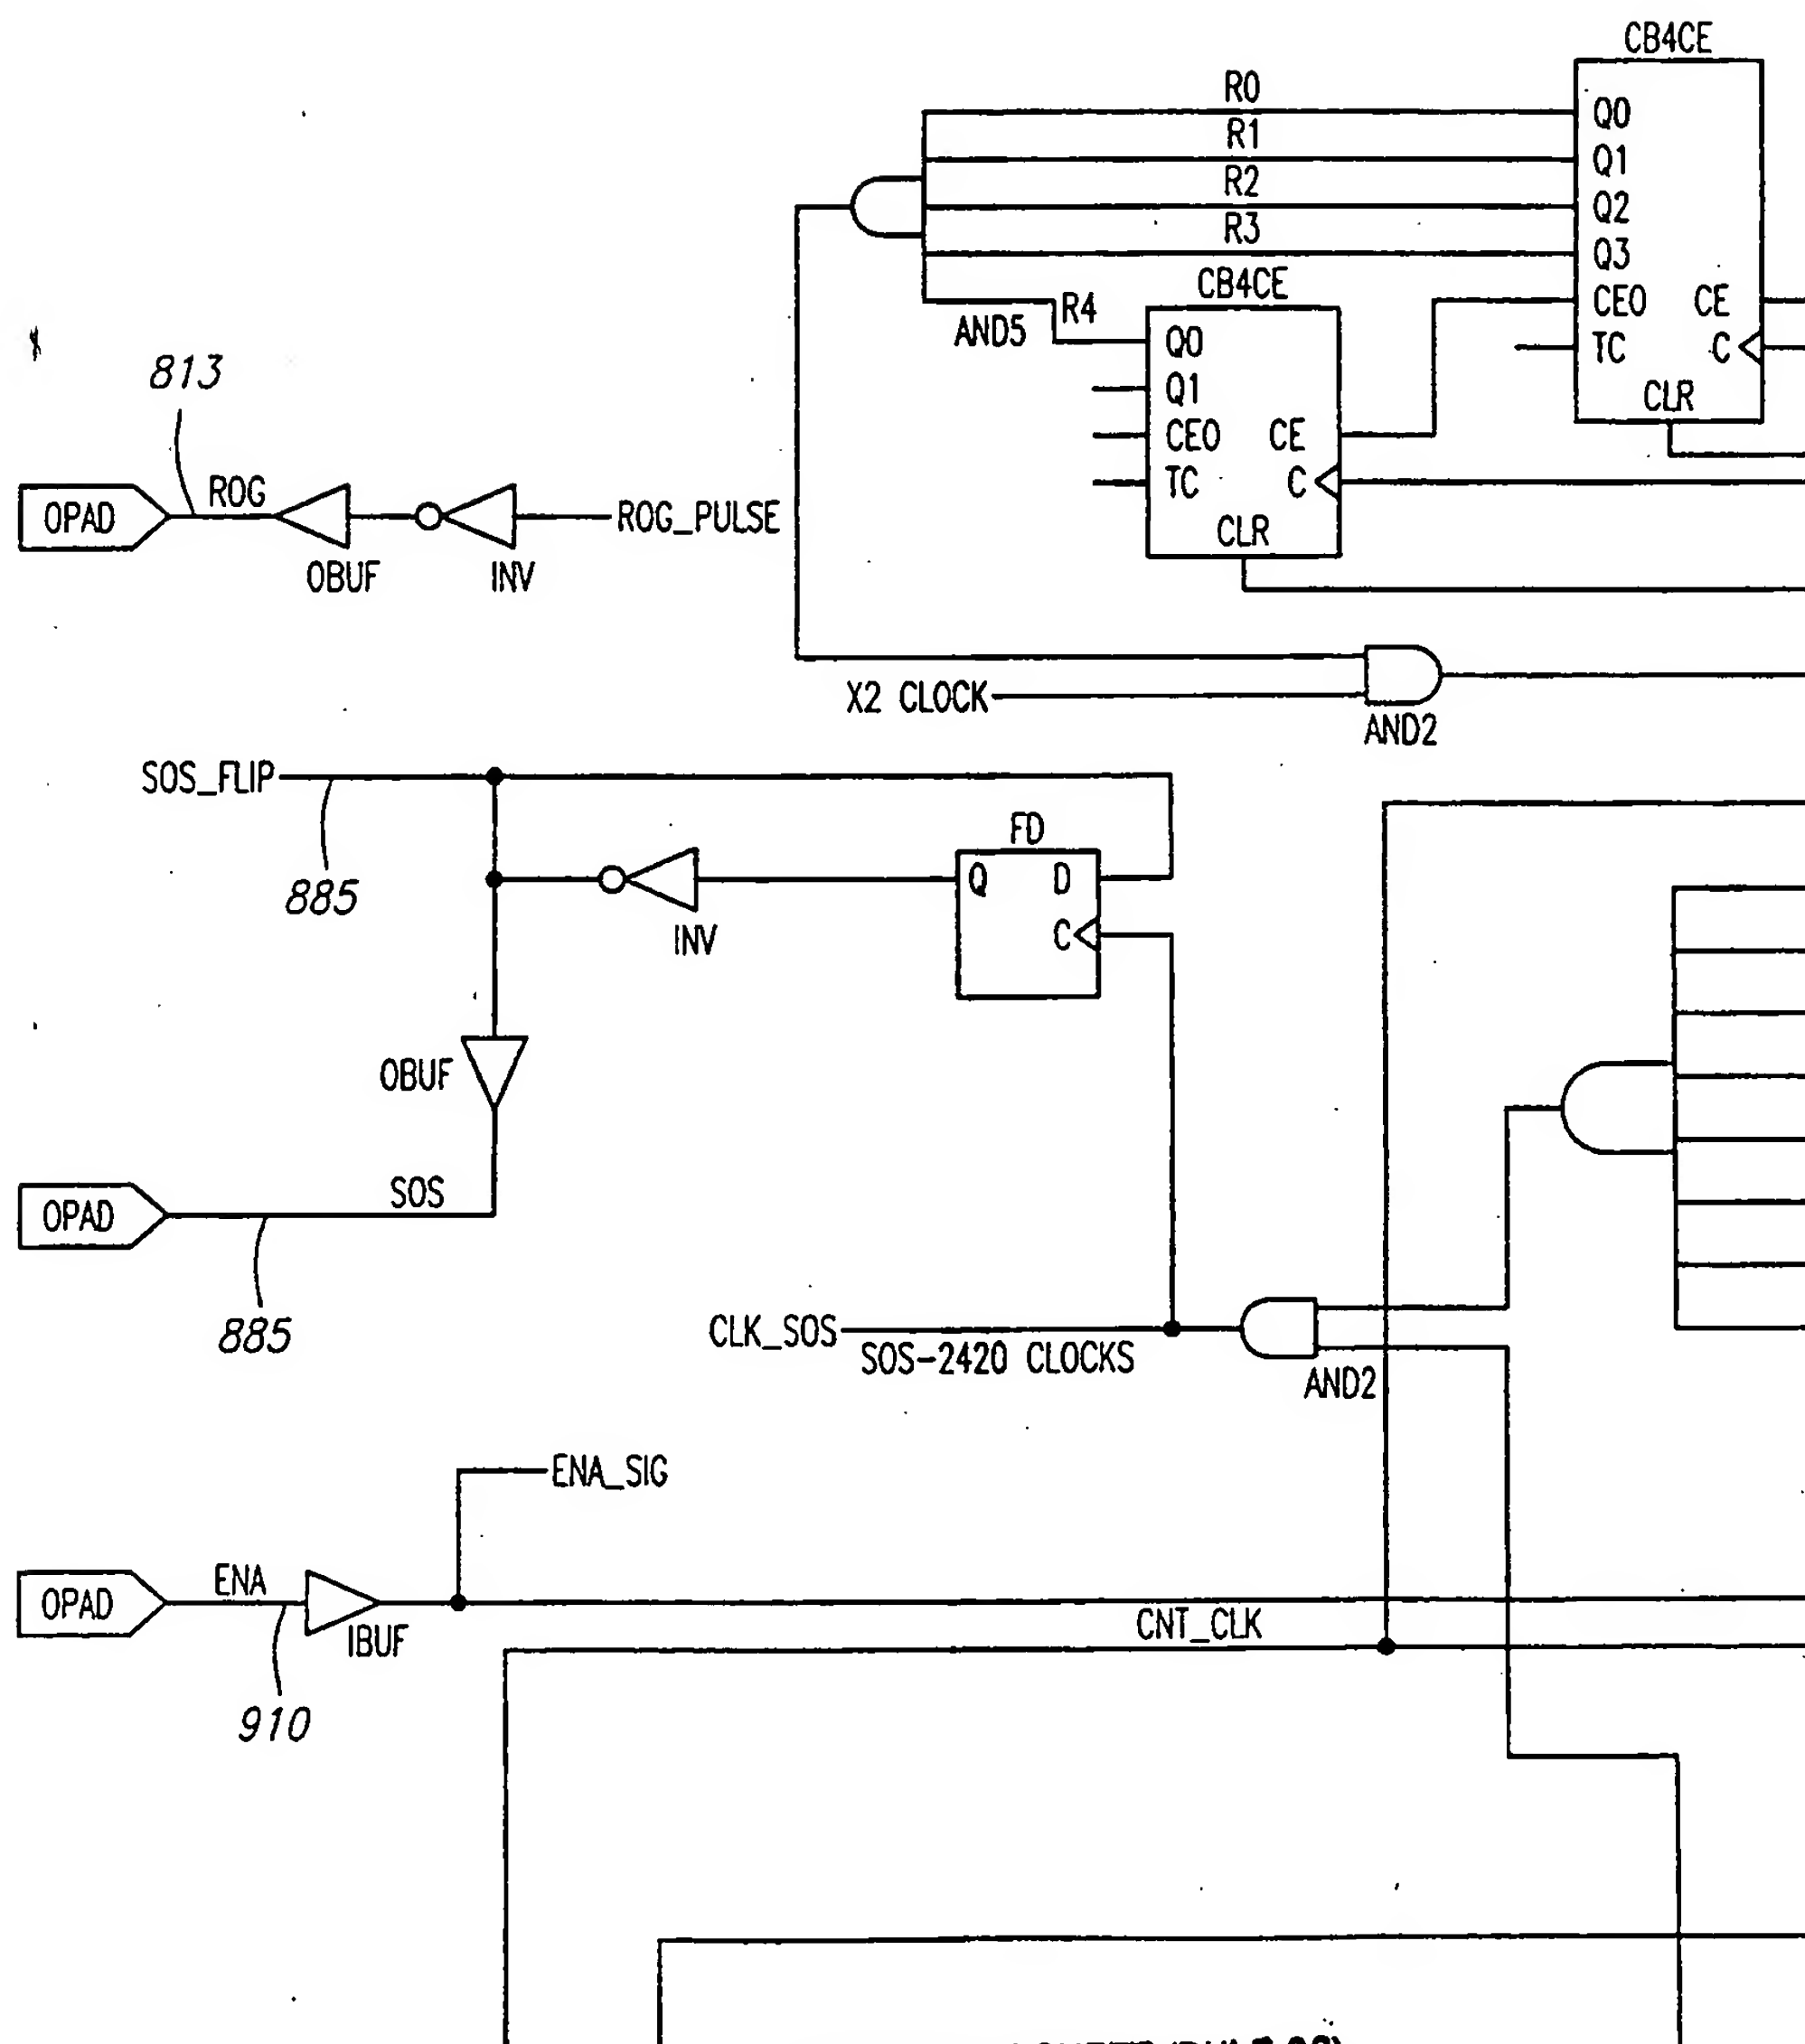 CB4CE
R0
Q0
R1
Q1
R2
Q2
R3
Q3
CB4CE
CEO CE
R4
AND5
TC C
Q0
813
Q1
CLR
CEO CE
ROG
TC C
OPAD
ROG_PULSE
CLR
OBUF
INV
X2 CLOCK
AND2
SOS_FLIP
FD
Q D
885
C
INV
OBUF
SOS
OPAD
885
CLK_SOS
SOS-2420 CLOCKS
AND2
ENA_SIG
ENA
OPAD
CNT_CLK
IBUF
910